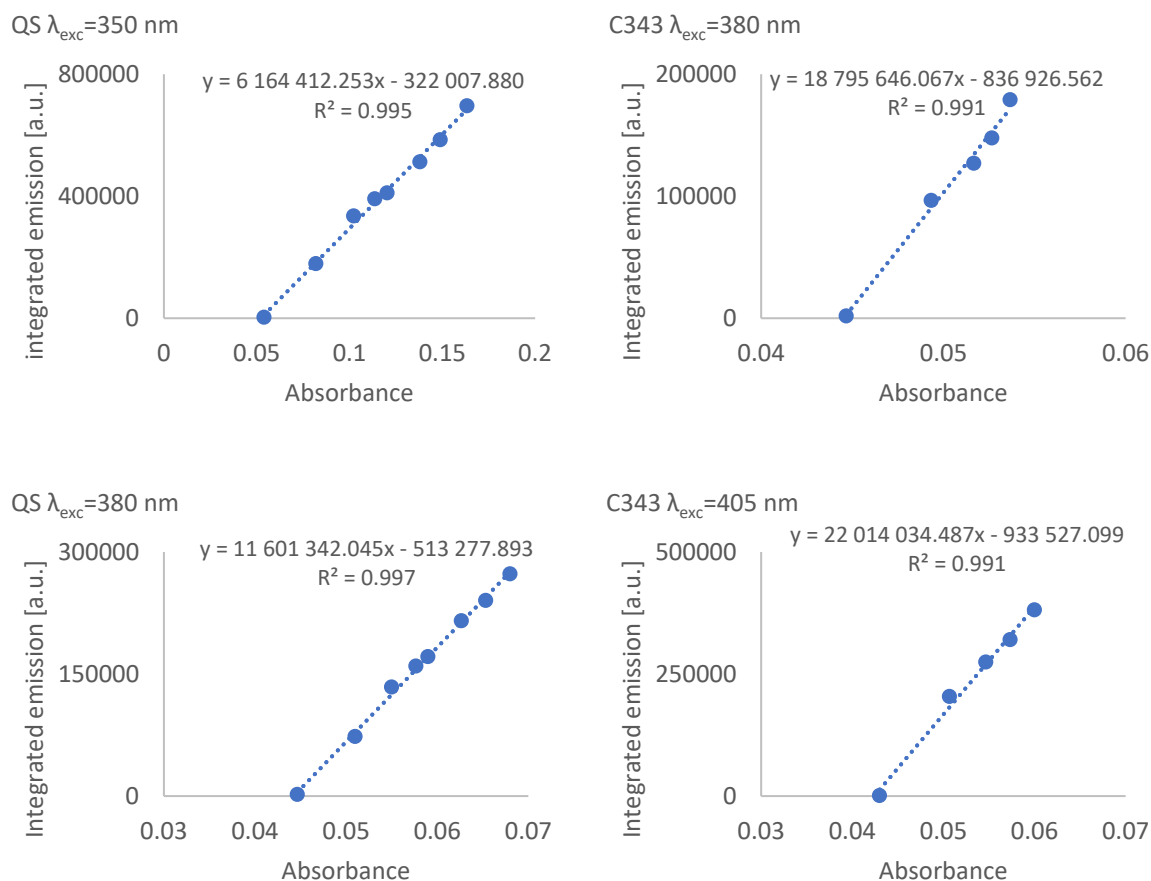 QS λexc=350 nm
y = 6 164 412.253x - 322 007.880
R² = 0.995
800000
400000
0
integrated emission [a.u.]
0 0.05 0.1 0.15 0.2
Absorbance
C343 λexc=380 nm
y = 18 795 646.067x - 836 926.562
R² = 0.991
200000
100000
0
Integrated emission [a.u.]
0.04 0.05 0.06
Absorbance
QS λexc=380 nm
y = 11 601 342.045x - 513 277.893
R² = 0.997
300000
150000
0
Integrated emission [a.u.]
0.03 0.04 0.05 0.06 0.07
Absorbance
C343 λexc=405 nm
y = 22 014 034.487x - 933 527.099
R² = 0.991
500000
250000
0
Integrated emission [a.u.]
0.03 0.04 0.05 0.06 0.07
Absorbance